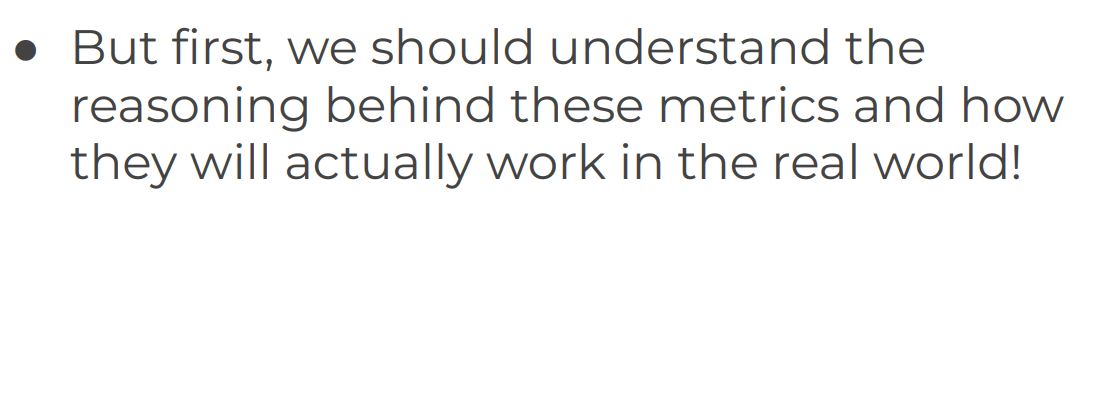 ● But first, we should understand the
reasoning behind these metrics and how
they will actually work in the real world!